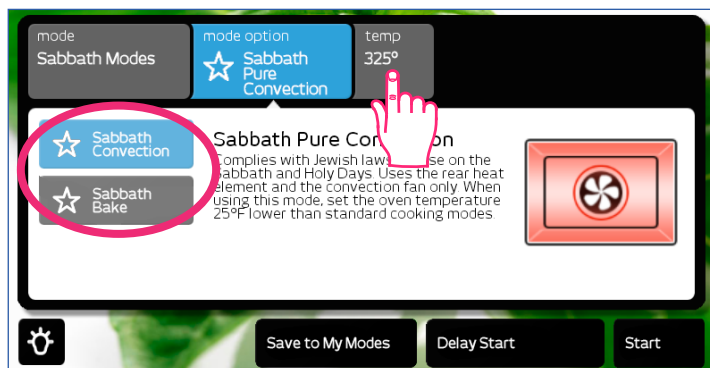 mode
Sabbath Modes
mode option
Sabbath
Pure
Convection
temp
325°
Sabbath
Convection
Sabbath
Bake
Sabbath Pure Con on
Complies with Jewish laws se on the
Sabbath and Holy Days. Uses the rear heat
element and the convection fan only. When
using this mode, set the oven temperature
25°F lower than standard cooking modes
Save to My Modes
Delay Start
Start